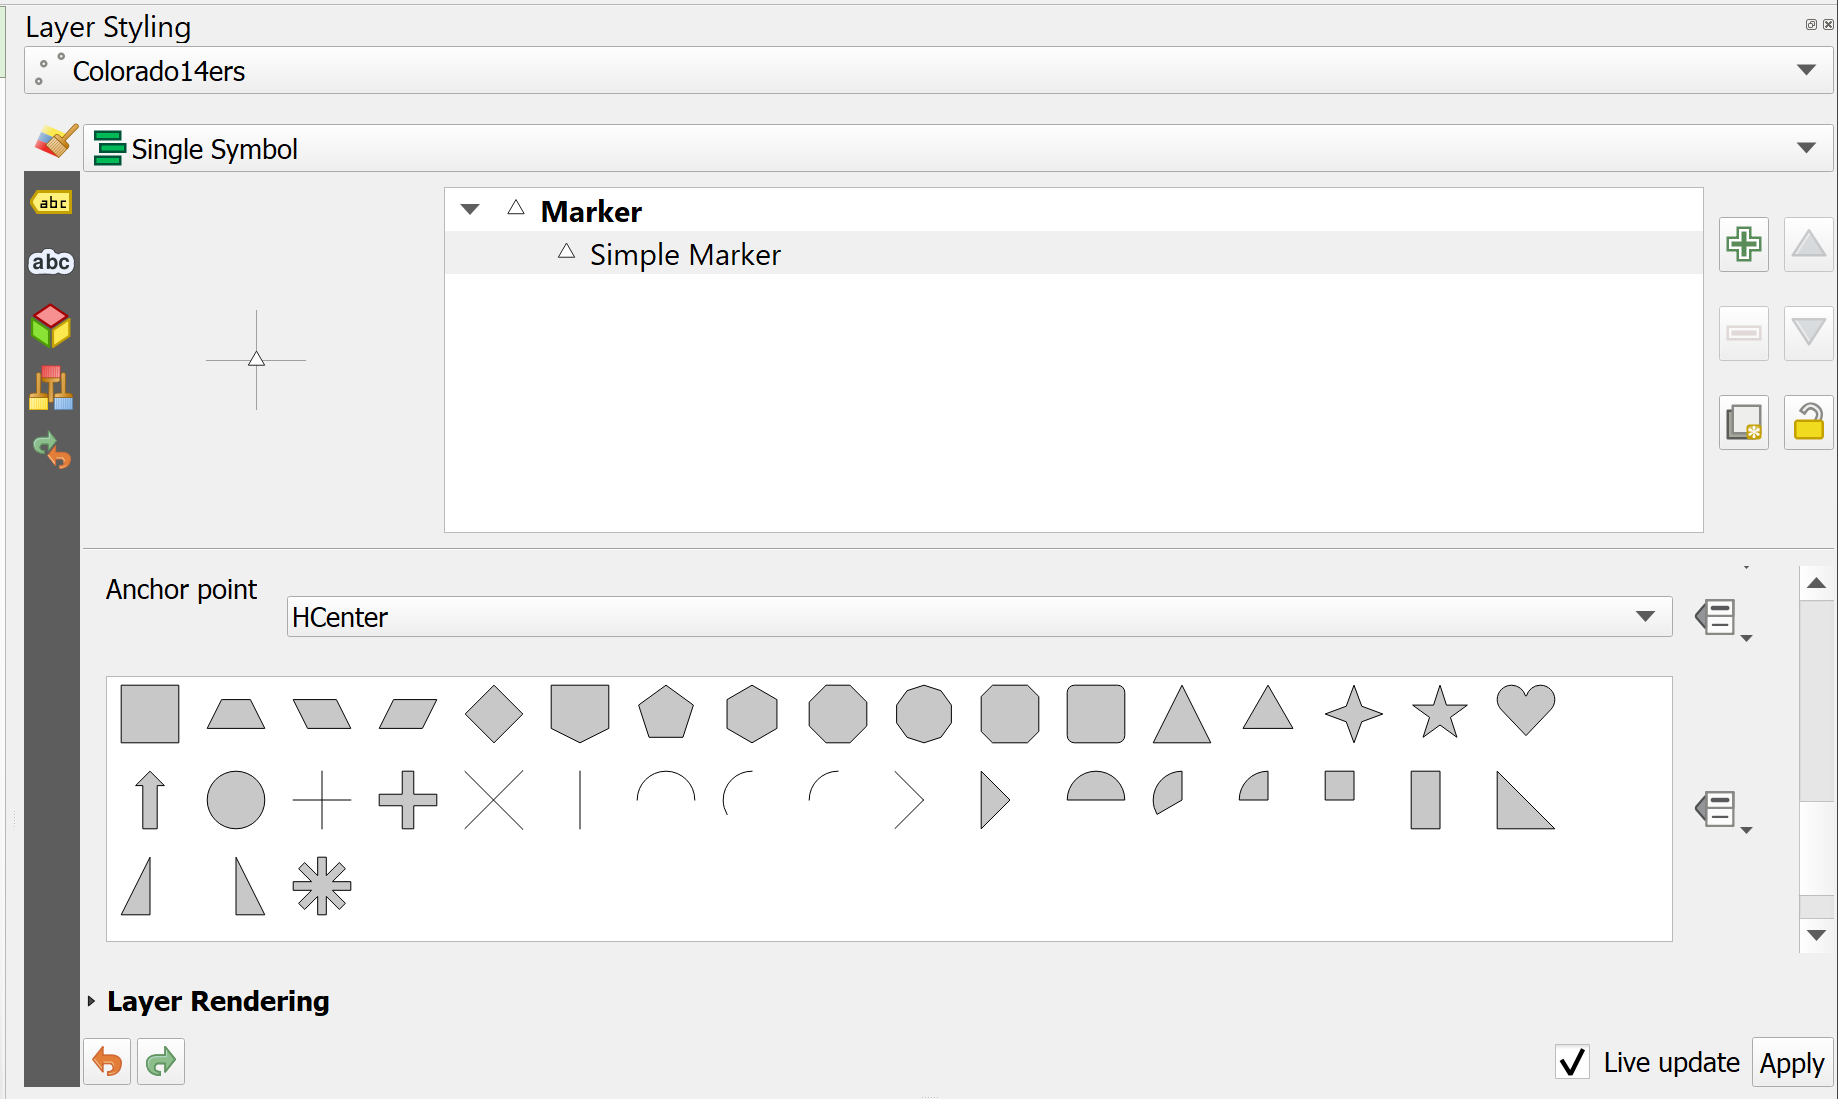 Layer Styling
Colorado14ers
Single Symbol
abc
abc
Marker
Simple Marker
Anchor point
HCenter
Layer Rendering
Live update
Apply